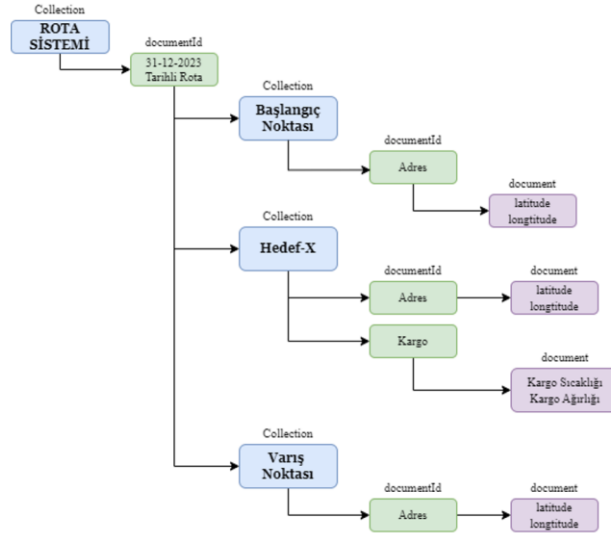 Collection
ROTA
SİSTEMİ
documentId
31-12-2023
Tarihli Rota
Collection
Başlangıç
Noktası
documentId
Adres
document
latitude
longtitude
Collection
Hedef-X
documentId
Adres
document
latitude
longtitude
Kargo
document
Kargo Sıcaklığı
Kargo Ağırlığı
Collection
Varış
Noktası
documentId
Adres
document
latitude
longtitude